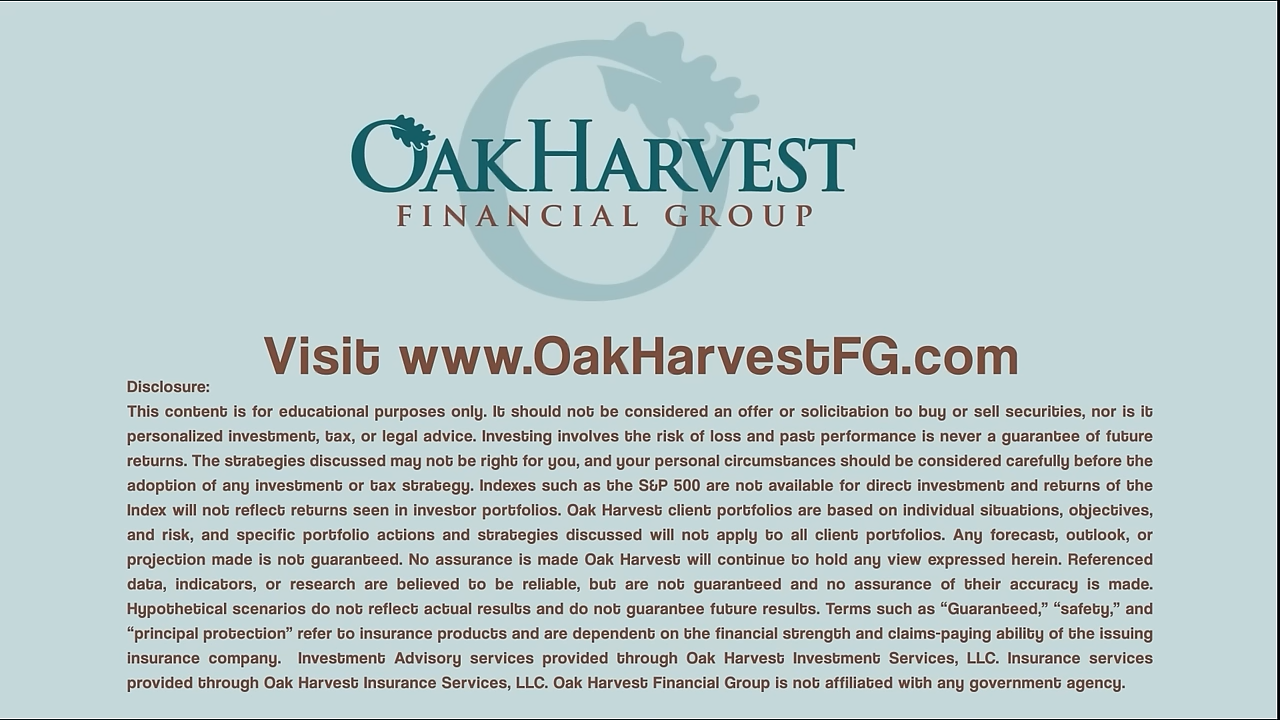 OAKHARVEST
FINANCIAL GROUP
Visit www.OakHarvestFG.com
Disclosure:
This content is for educational purposes only. It should not be considered an offer or solicitation to buy or sell securities, nor is it
personalized investment, tax, or legal advice. Investing involves the risk of loss and past performance is never a guarantee of future
returns. The strategies discussed may not be right for you, and your personal circumstances should be considered carefully before the
adoption of any investment or tax strategy. Indexes such as the S&P 500 are not available for direct investment and returns of the
Index will not reflect returns seen in investor portfolios. Oak Harvest client portfolios are based on individual situations, objectives,
and risk, and specific portfolio actions and strategies discussed will not apply to all client portfolios. Any forecast, outlook, or
projection made is not guaranteed. No assurance is made Oak Harvest will continue to hold any view expressed herein. Referenced
data, indicators, or research are believed to be reliable, but are not guaranteed and no assurance of their accuracy is made.
Hypothetical scenarios do not reflect actual results and do not guarantee future results. Terms such as “Guaranteed,” “safety,” and
“principal protection” refer to insurance products and are dependent on the financial strength and claims-paying ability of the issuing
insurance company.  Investment Advisory services provided through Oak Harvest Investment Services, LLC. Insurance services
provided through Oak Harvest Insurance Services, LLC. Oak Harvest Financial Group is not affiliated with any government agency.